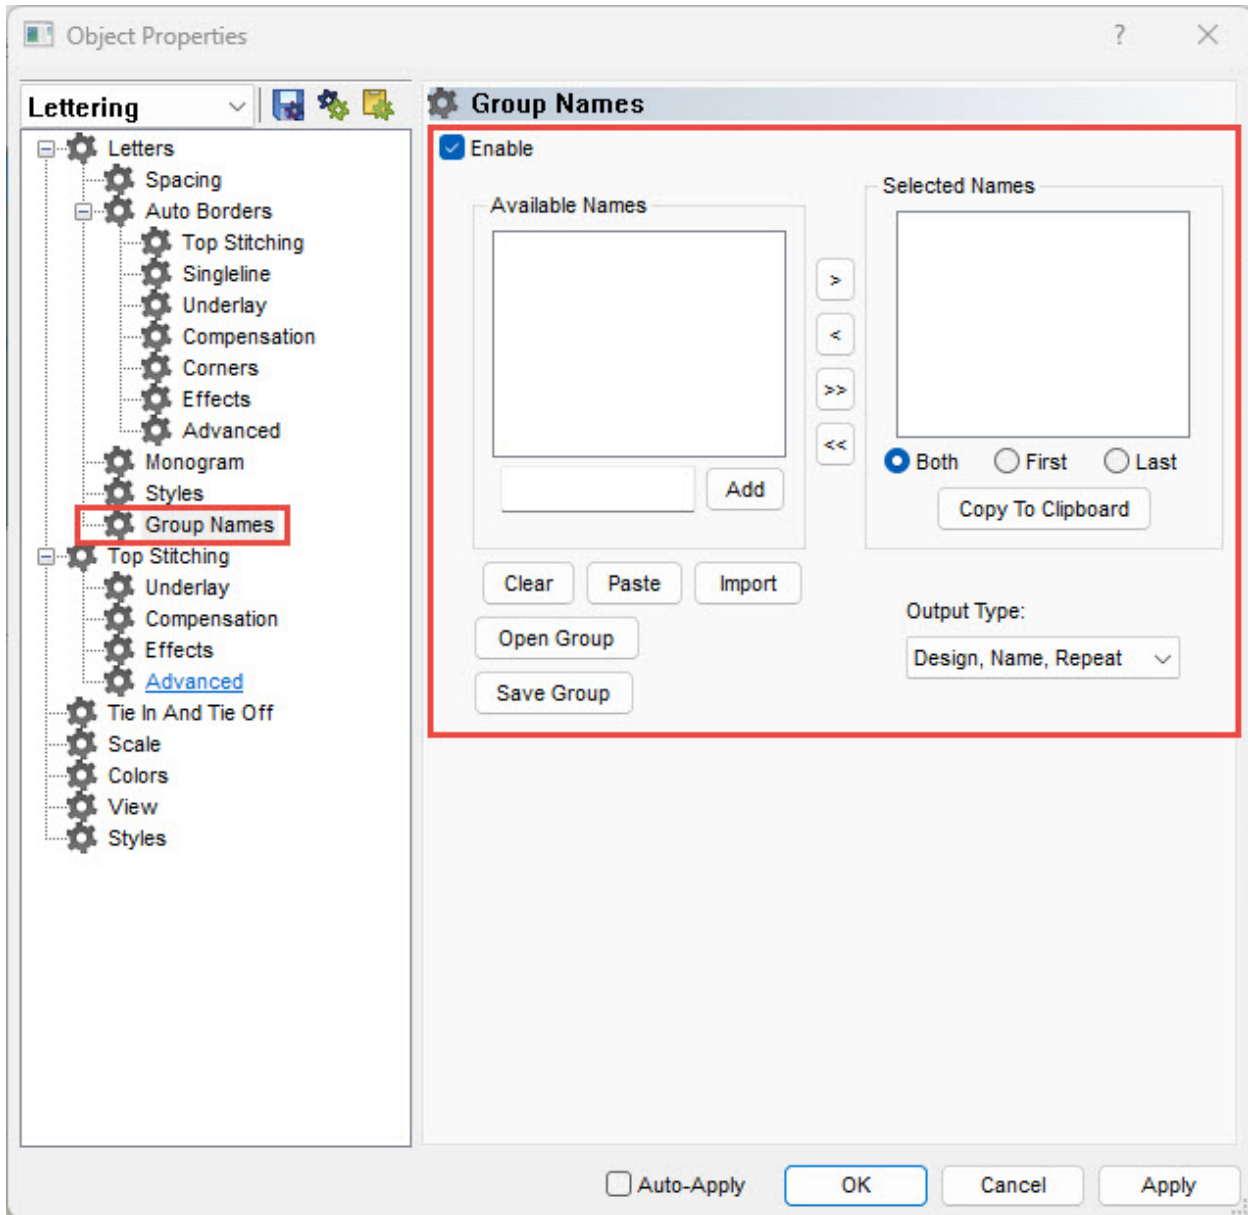 Object Properties
?
Lettering
Letters
Spacing
Auto Borders
Top Stitching
Singleline
Underlay
Compensation
Corners
Effects
Advanced
Monogram
Styles
Group Names
Top Stitching
Underlay
Compensation
Effects
Advanced
Tie In And Tie Off
Scale
Colors
View
Styles
Group Names
Enable
Available Names
Add
>
<
>>
<<
Selected Names
Both First Last
Copy To Clipboard
Clear Paste Import
Open Group
Save Group
Output Type:
Design, Name, Repeat
Auto-Apply OK Cancel Apply